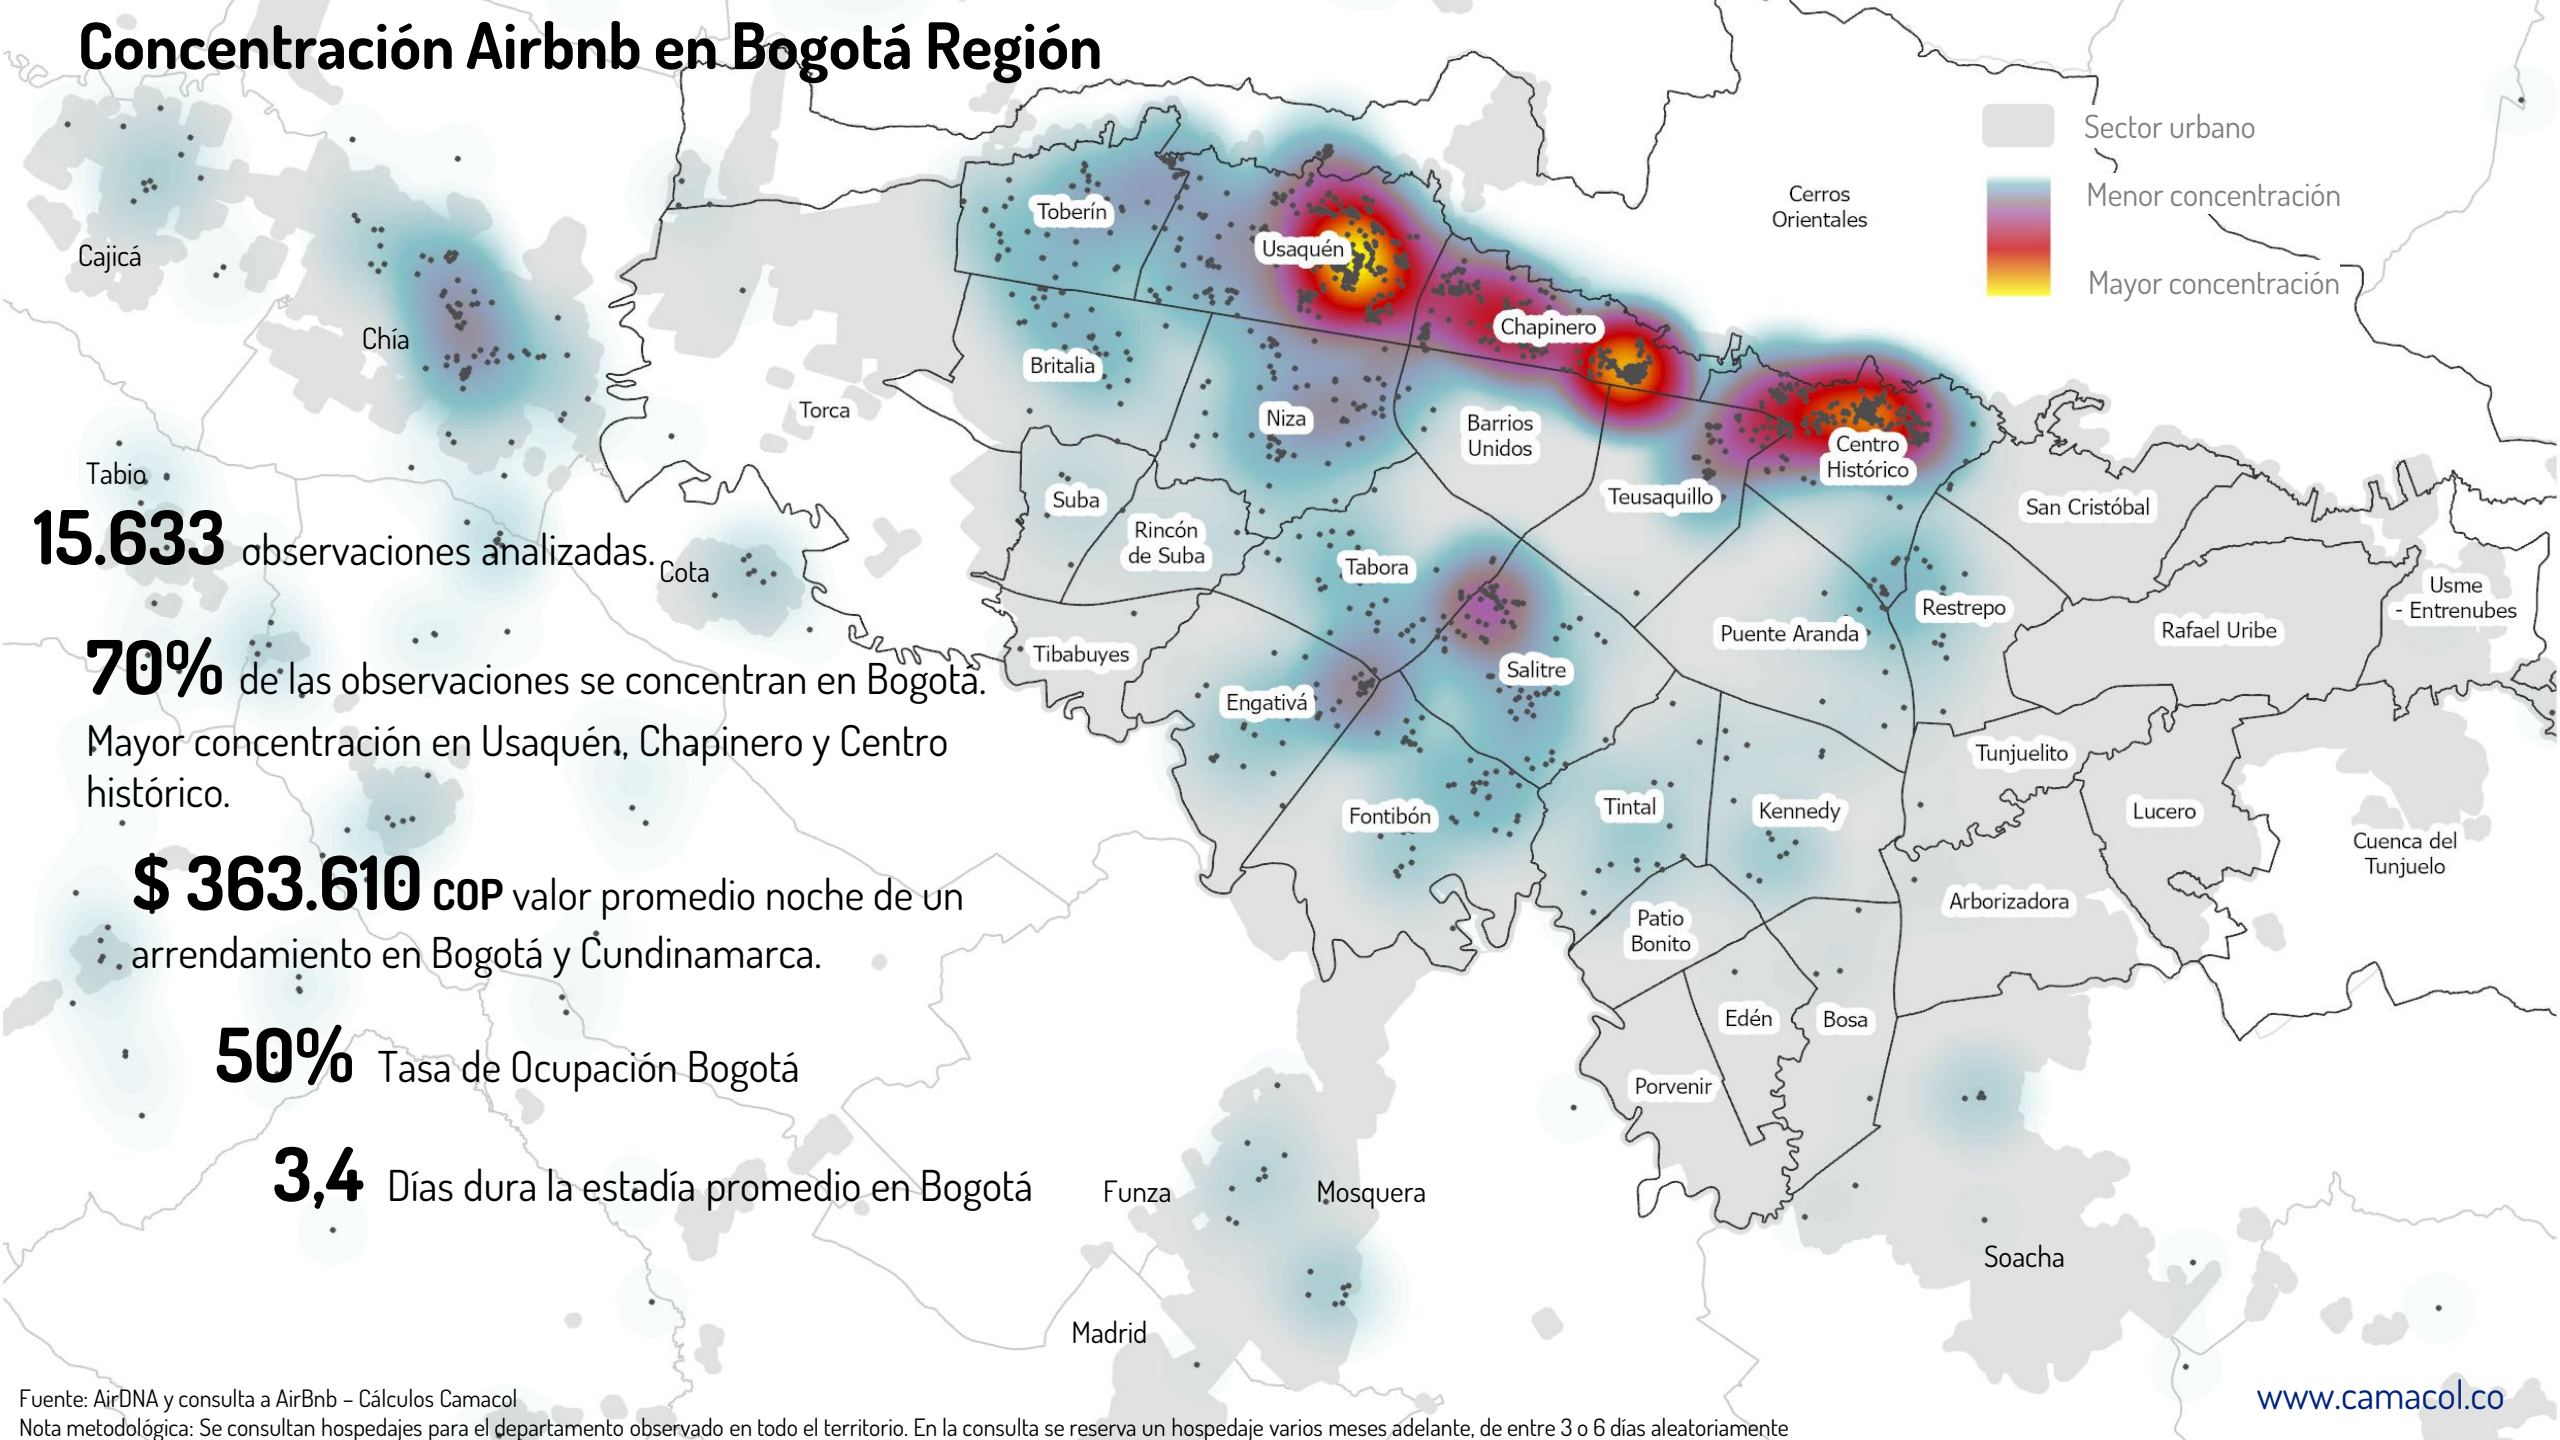 Concentración Airbnb en Bogotá Región
Sector urbano
Menor concentración
Mayor concentración
Cerros
Orientales
Toberín
Usaquén
Cajicá
Chapinero
Chía
Britalia
Torca
Niza
Barrios
Unidos
Centro
Histórico
Tabio
Suba
Teusaquillo
San Cristóbal
Rincón
de Suba
15.633 observaciones analizadas.
Cota
Tabora
Usme
- Entrenubes
Restrepo
Puente Aranda
Rafael Uribe
Tibabuyes
Salitre
70% de las observaciones se concentran en Bogotá.
Mayor concentración en Usaquén, Chapinero y Centro
histórico.
Engativá
Tunjuelito
Fontibón
Tintal
Kennedy
Lucero
Cuenca del
Tunjuelo
$ 363.610 COP valor promedio noche de un
arrendamiento en Bogotá y Cundinamarca.
Arborizadora
Patio
Bonito
Edén
Bosa
50% Tasa de Ocupación Bogotá
Porvenir
3,4 Días dura la estadía promedio en Bogotá
Funza
Mosquera
Soacha
Madrid
Fuente: AirDNA y consulta a AirBnb – Cálculos Camacol
www.camacol.co
Nota metodológica: Se consultan hospedajes para el departamento observado en todo el territorio. En la consulta se reserva un hospedaje varios meses adelante, de entre 3 o 6 días aleatoriamente